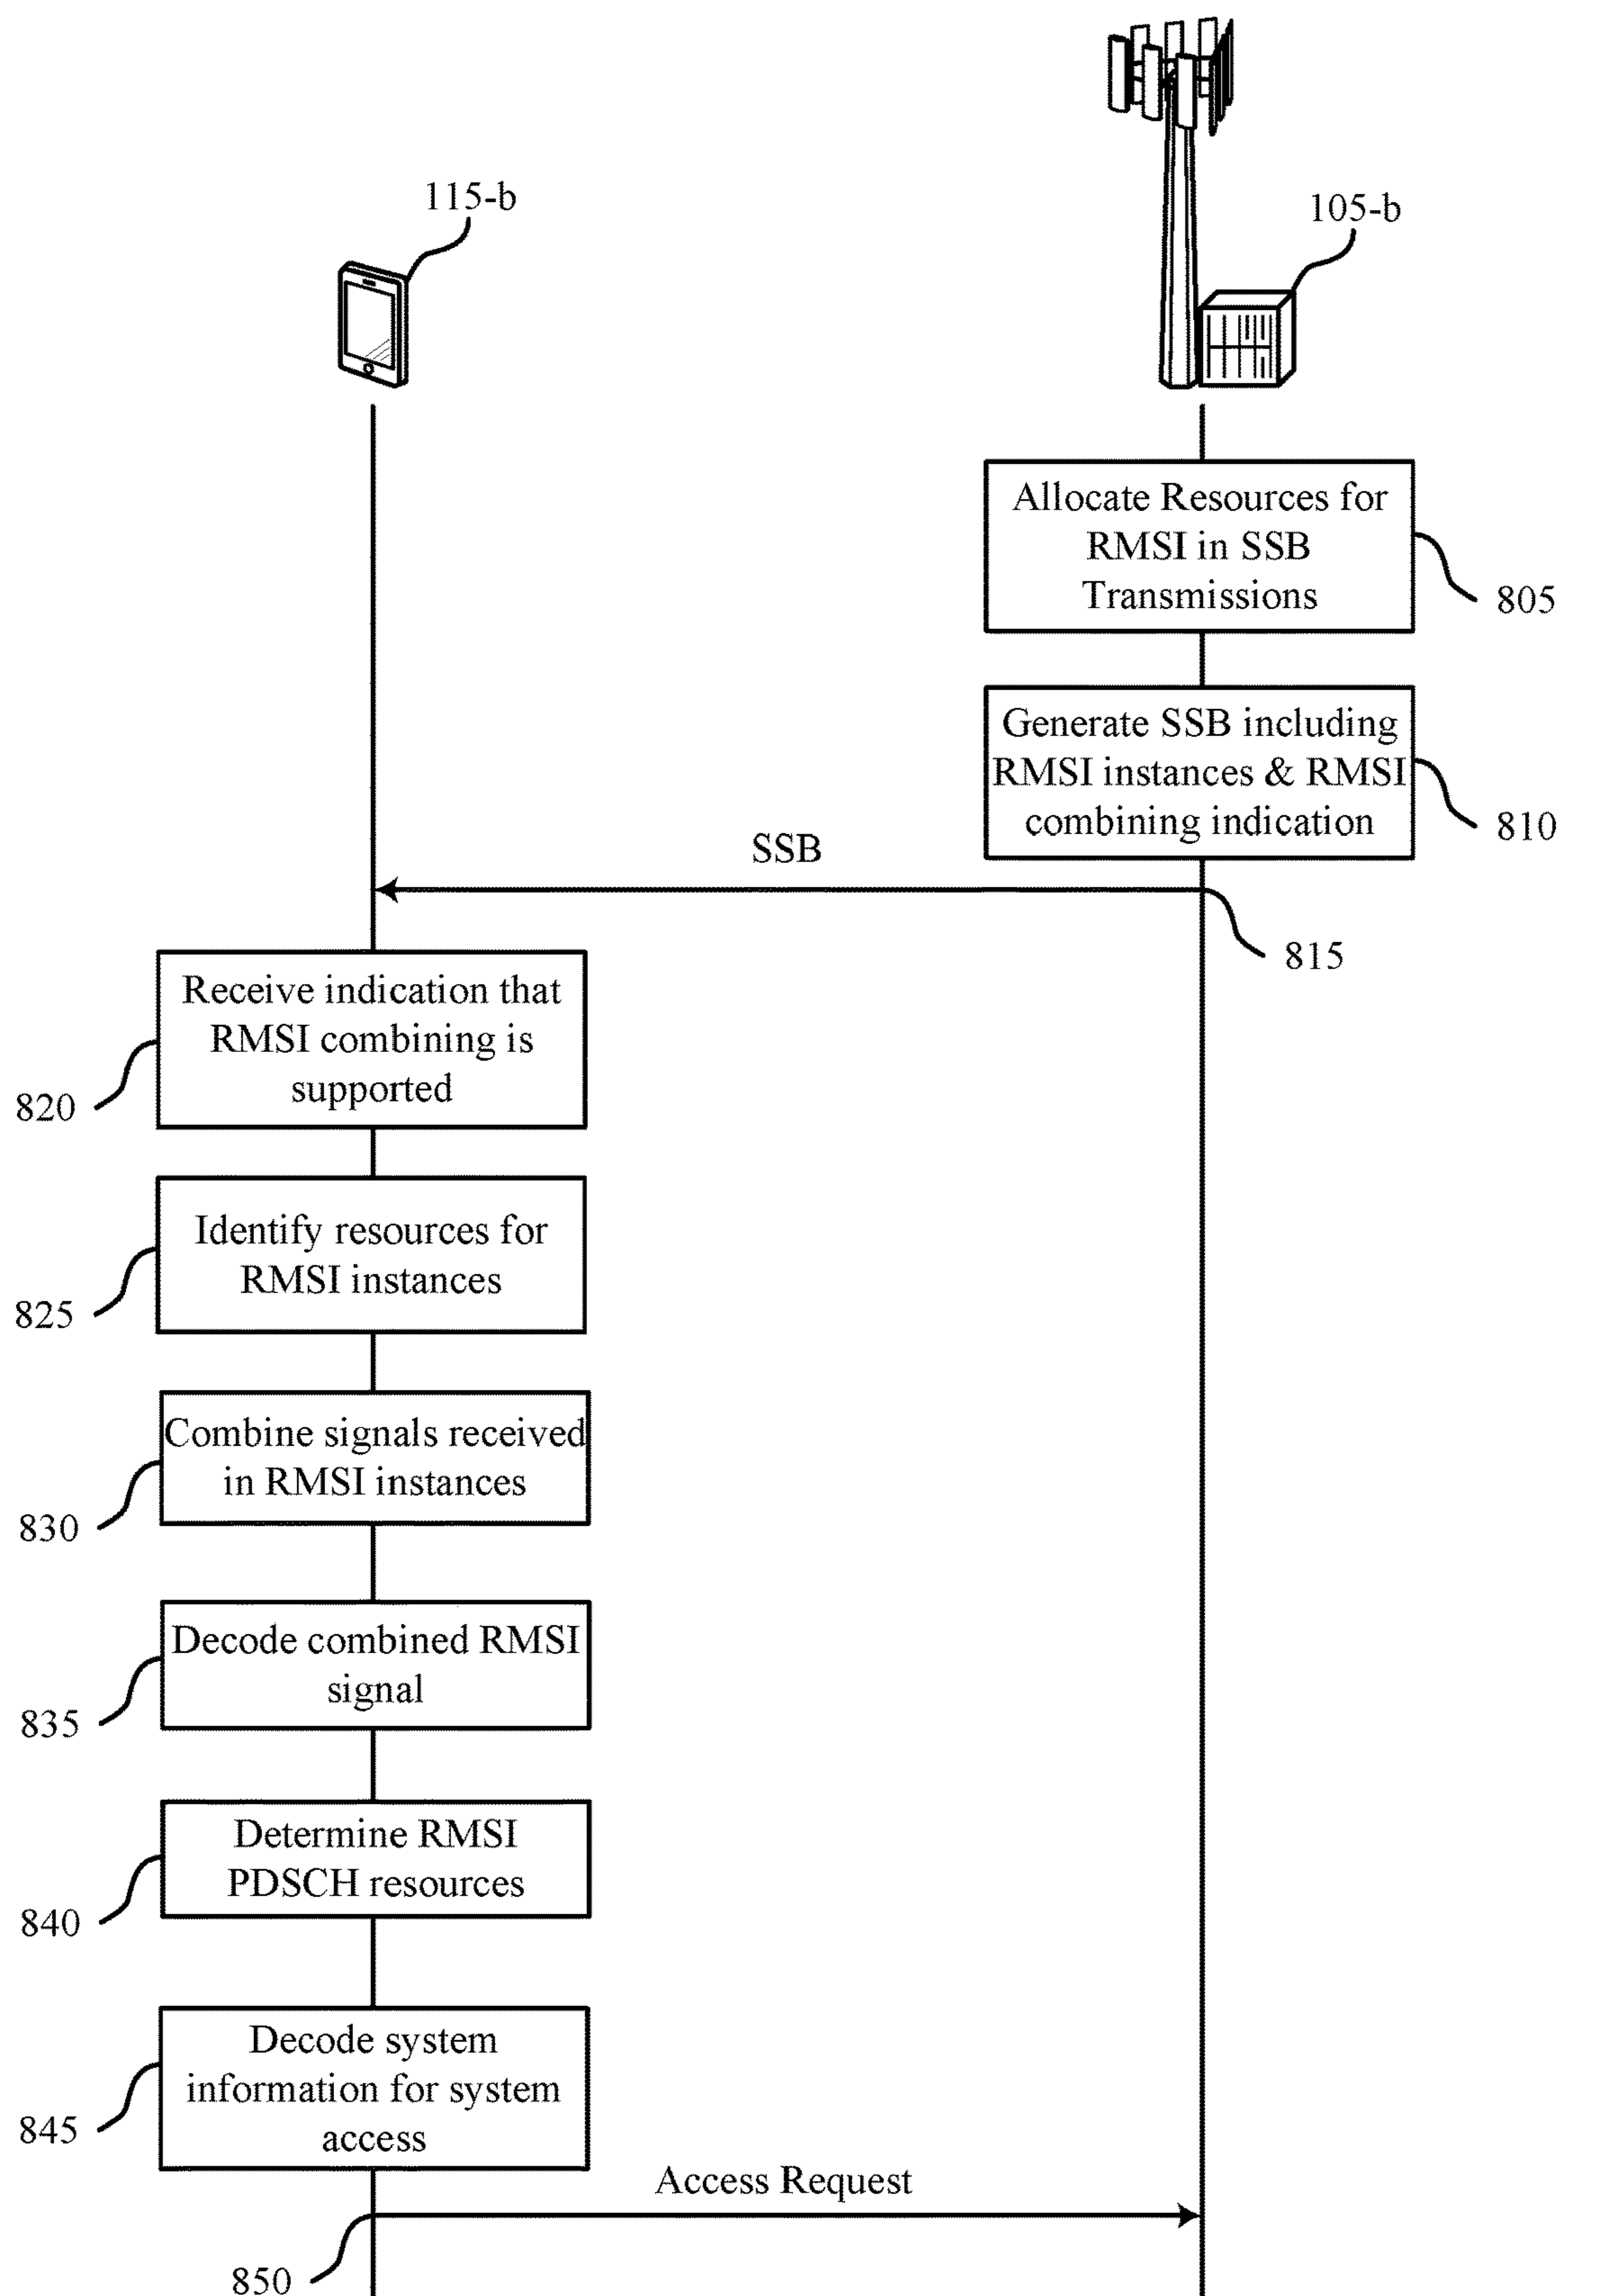 115-b
105-b
Allocate Resources for
RMSI in SSB
Transmissions
805
Generate SSB including
RMSI instances & RMSI
combining indication
810
SSB
815
Receive indication that
RMSI combining is
supported
820
Identify resources for
RMSI instances
825
Combine signals received
in RMSI instances
830
Decode combined RMSI
signal
835
Determine RMSI
PDSCH resources
840
Decode system
information for system
access
845
Access Request
850